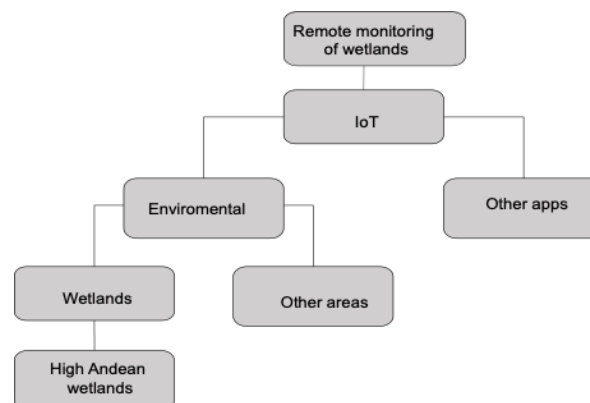 Remote monitoring
of wetlands
IoT
Enviromental
Other apps
Wetlands
Other areas
High Andean
wetlands